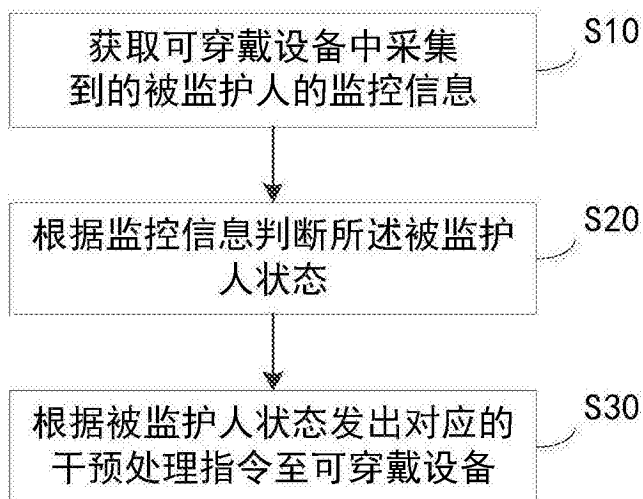 获取可穿戴设备中采集
到的被监护人的监控信息
S10
根据监控信息判断所述被监护
人状态
S20
根据被监护人状态发出对应的
干预处理指令至可穿戴设备
S30